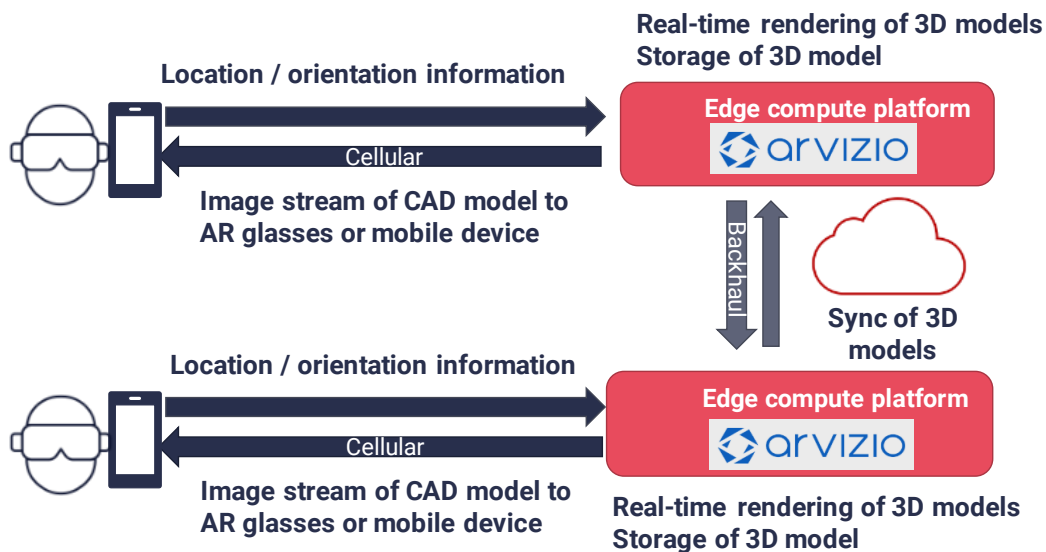 Real-time rendering of 3D models
Storage of 3D model
Location / orientation information
Edge compute platform
arvizio
Cellular
Image stream of CAD model to
AR glasses or mobile device
Backhaul
Sync of 3D
models
Location / orientation information
Edge compute platform
arvizio
Cellular
Image stream of CAD model to
AR glasses or mobile device
Real-time rendering of 3D models
Storage of 3D model